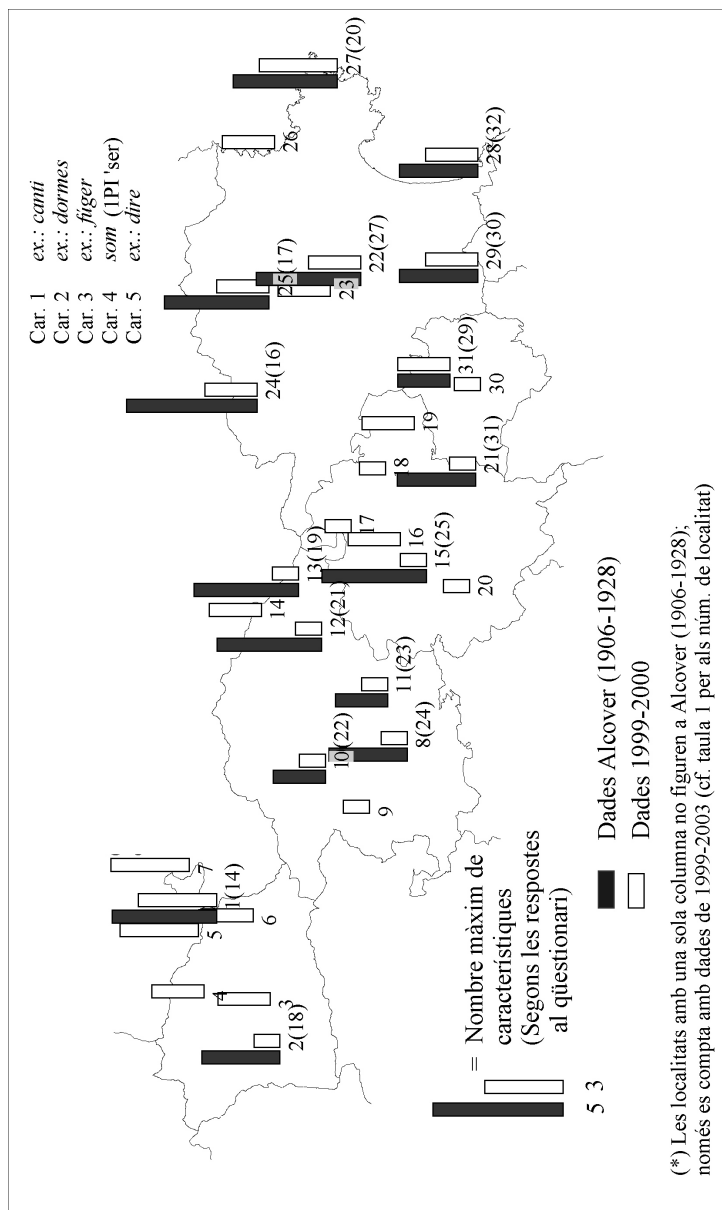 Car. 1 ex.: canti
Car. 2 ex.: dormes
Car. 3 ex.: fúger
Car. 4 som (1PI 'ser)
Car. 5 ex.: dire
27(20)
26
28(32)
25(17)
22(27)
23
29(30)
24(16)
31(29)
30
19
18
21(31)
17
16
15(25)
20
13(19)
14
12(21)
11(23)
10(22)
8(24)
9
7
1(14)
5
6
4
3
2(18)
= Nombre màxim de
característiques
(Segons les respostes
al qüestionari)
5 3
Dades Alcover (1906-1928)
Dades 1999-2000
(*) Les localitats amb una sola columna no figuren a Alcover (1906-1928);
només es compta amb dades de 1999-2003 (cf. taula 1 per als núm. de localitat)